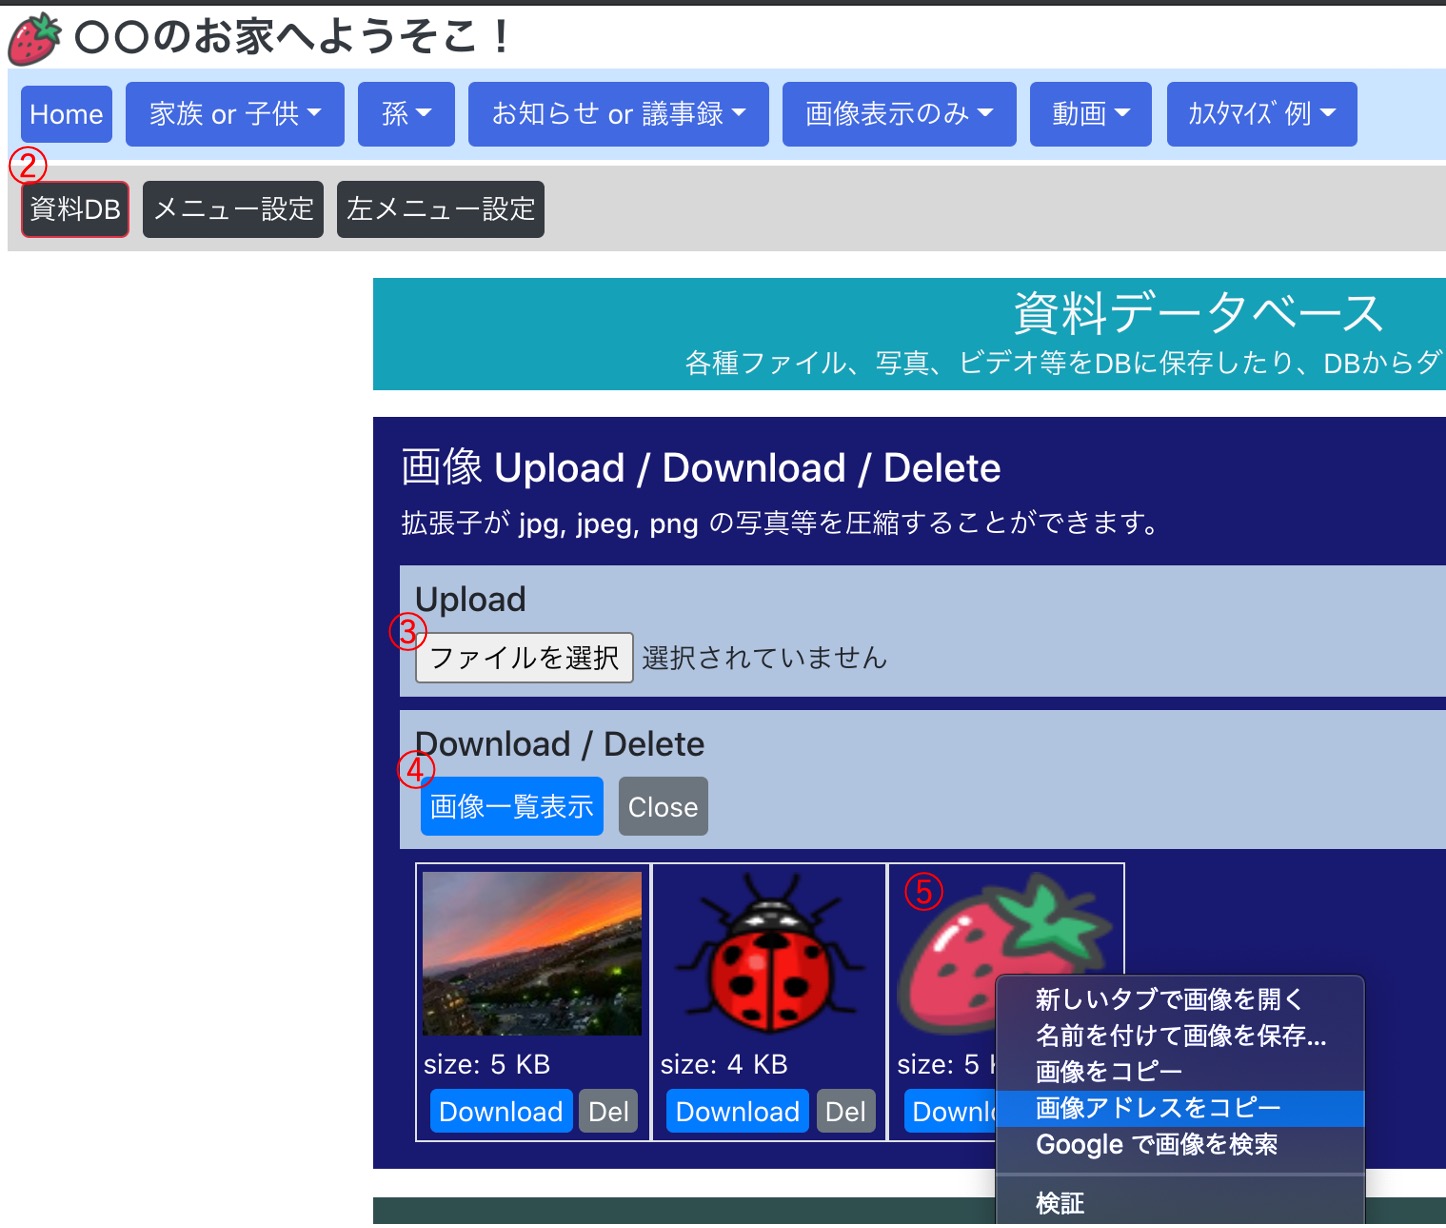 〇〇のお家へようこそ！
Home 家族 or 子供 孫 お知らせ or 議事録 画像表示のみ 動画 ｶｽﾀﾏｲｽﾞ例
②
資料DB メニュー設定 左メニュー設定
資料データベース
各種ファイル、写真、ビデオ等をDBに保存したり、DBからダ
画像 Upload / Download / Delete
拡張子が jpg, jpeg, png の写真等を圧縮することができます。
Upload
③
ファイルを選択 選択されていません
Download / Delete
④
画像一覧表示 Close
⑤
size: 5 KB size: 4 KB size: 5 K
Download Del Download Del Downlo
新しいタブで画像を開く
名前を付けて画像を保存...
画像をコピー
画像アドレスをコピー
Google で画像を検索
検証